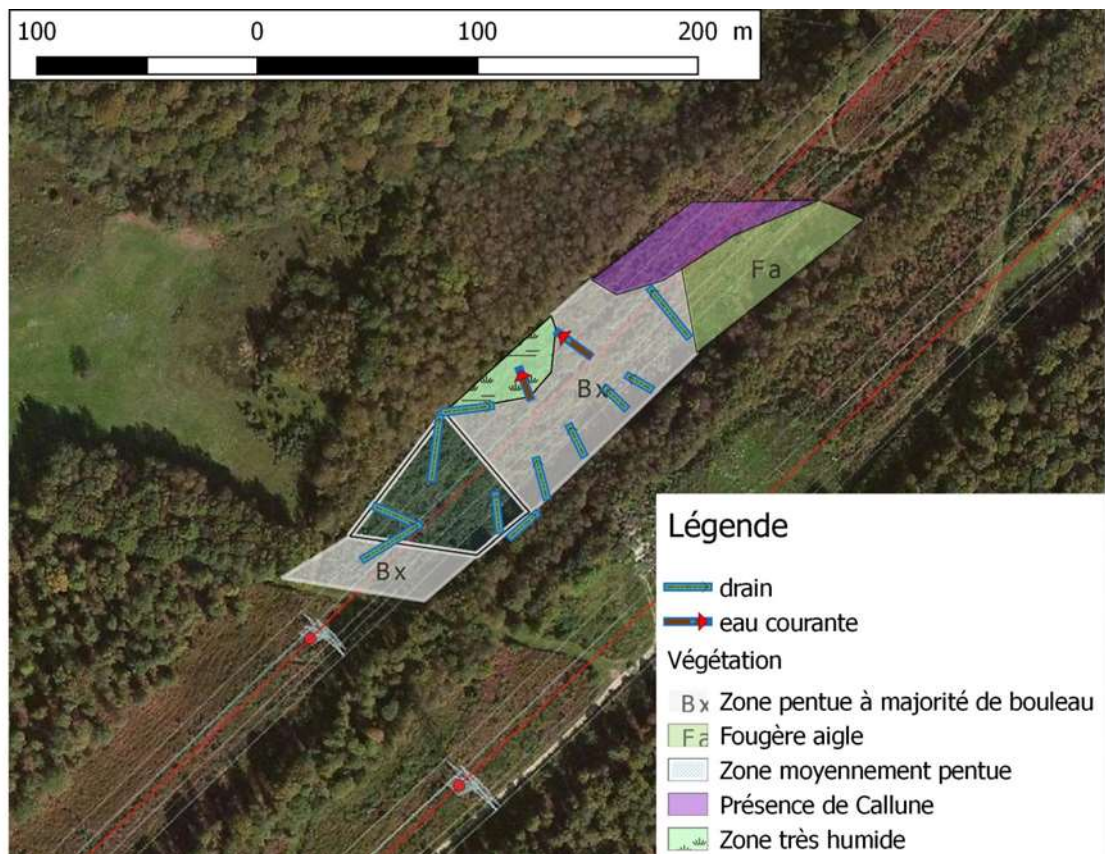 100 0 100 200 m
Fa
Bx
Bx
Légende
drain
eau courante
Végétation
Bx Zone pentue à majorité de bouleau
Fa Fougère aigle
Zone moyennement pentue
Présence de Callune
Zone très humide